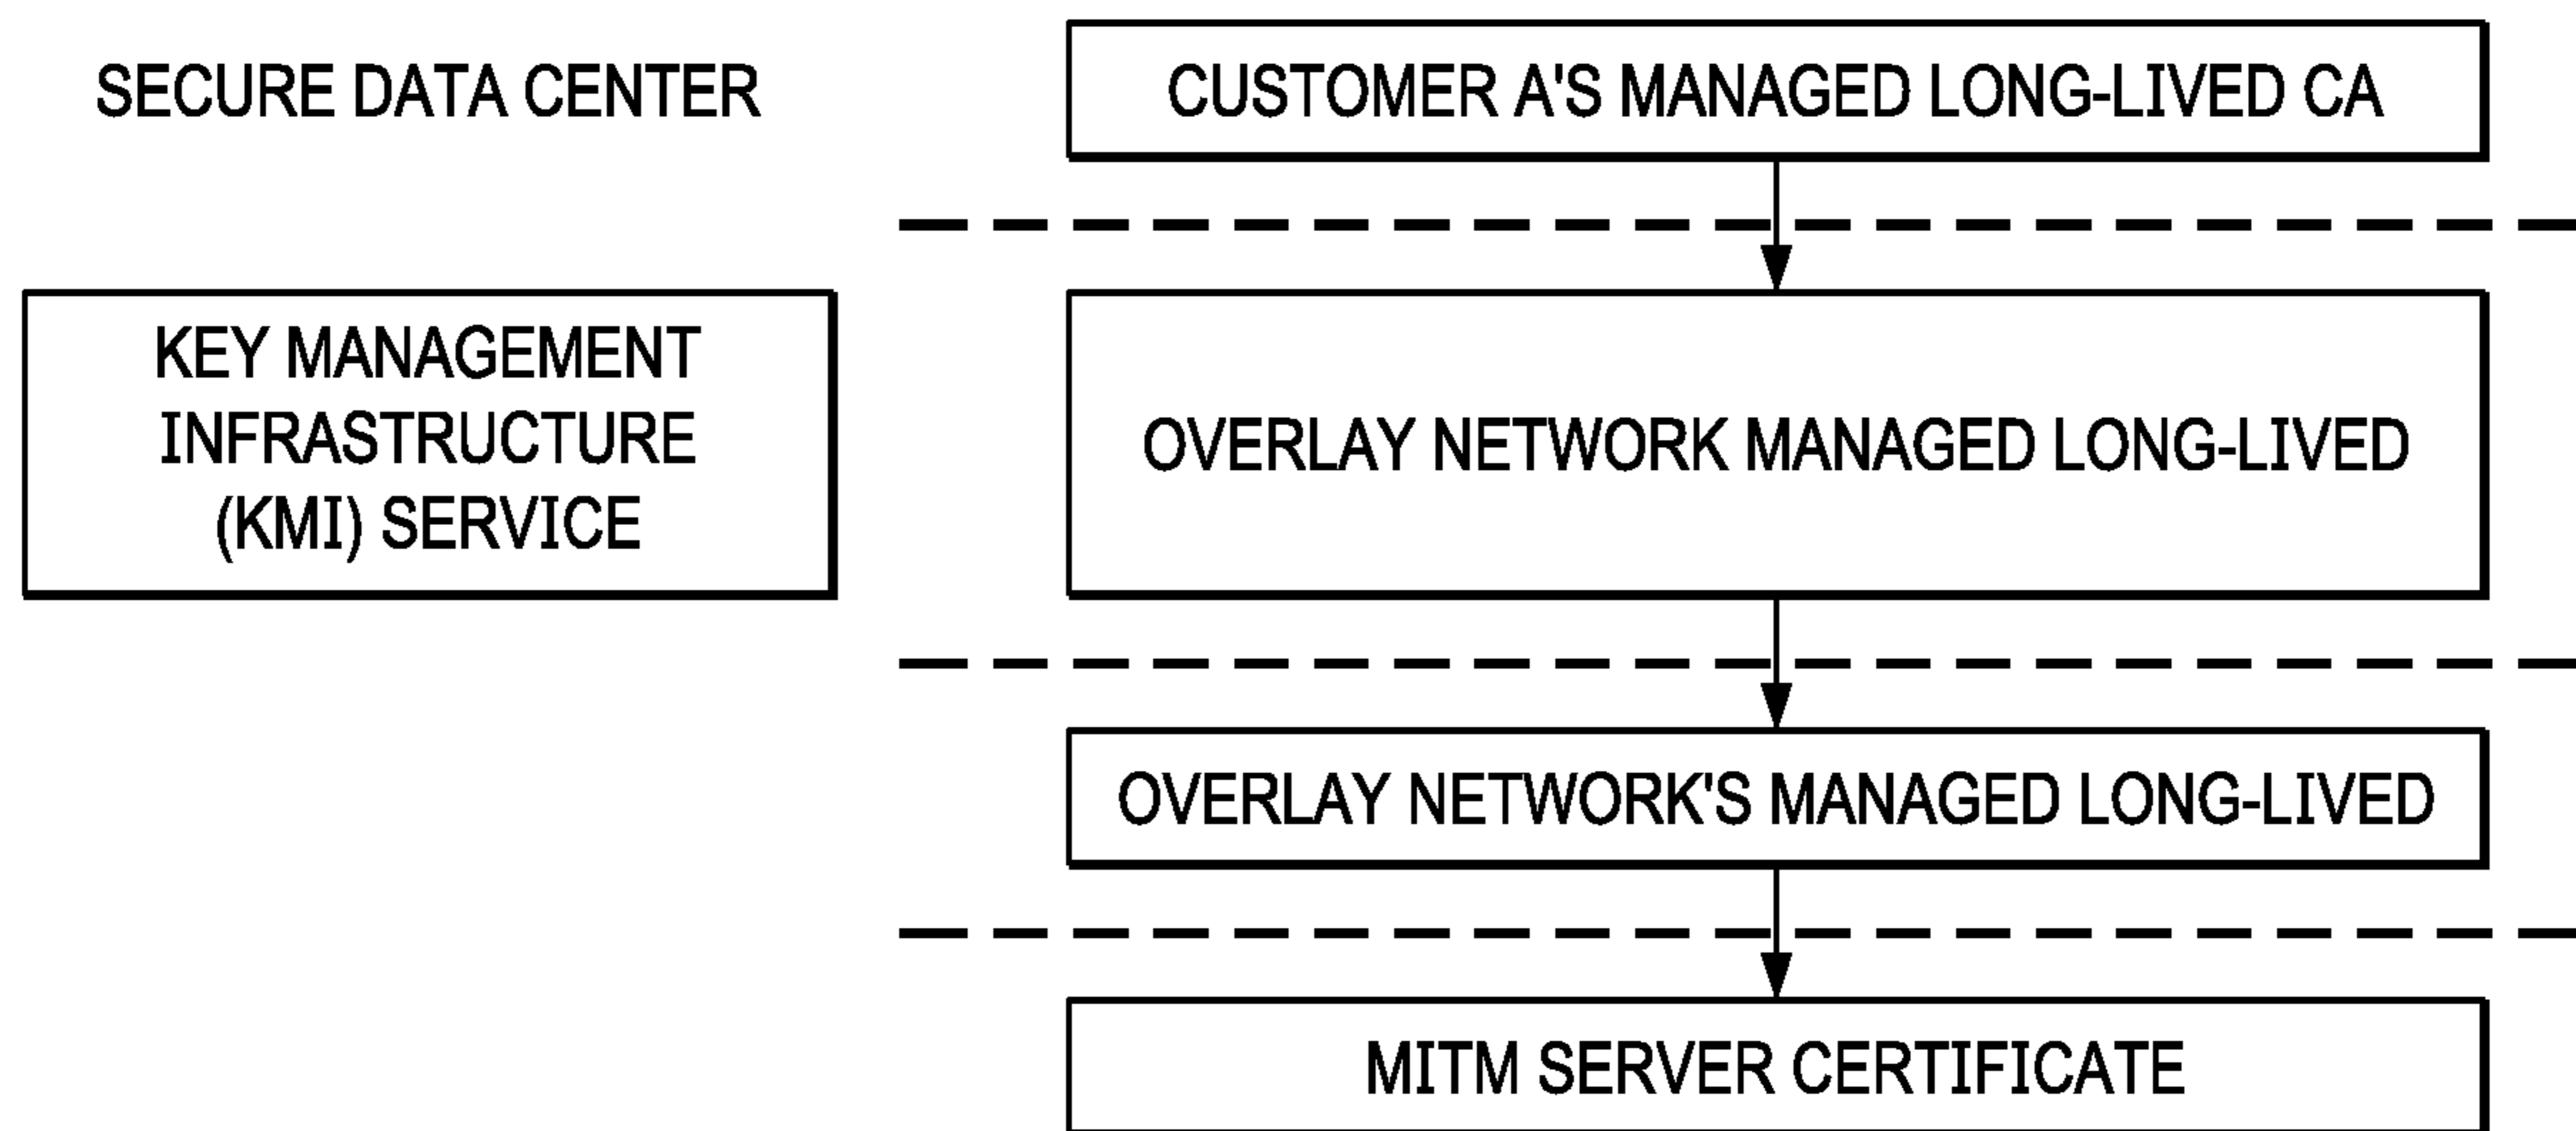 SECURE DATA CENTER
CUSTOMER A'S MANAGED LONG-LIVED CA
KEY MANAGEMENT
INFRASTRUCTURE
(KMI) SERVICE
OVERLAY NETWORK MANAGED LONG-LIVED
OVERLAY NETWORK'S MANAGED LONG-LIVED
MITM SERVER CERTIFICATE